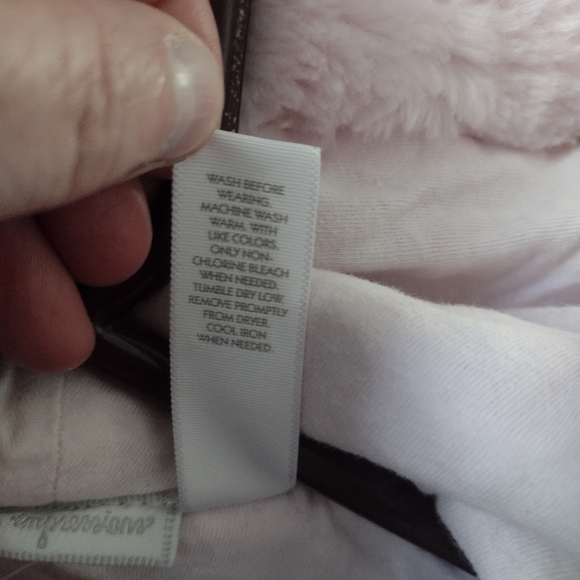 WASH BEFORE
WEARING.
MACHINE WASH
WARM, WITH
LIKE COLORS.
ONLY NON-
CHLORINE BLEACH
WHEN NEEDED.
TUMBLE DRY LOW.
REMOVE PROMPTLY
FROM DRYER.
COOL IRON
WHEN NEEDED.